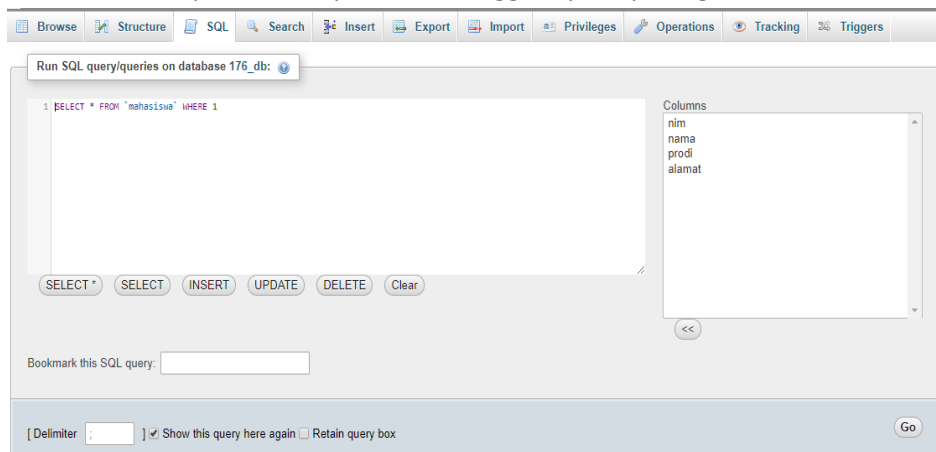 Browse Structure SQL Search Insert Export Import Privileges Operations Tracking Triggers
Run SQL query/queries on database 176_db:
1 SELECT * FROM `mahasiswa` WHERE 1
Columns
nim
nama
prodi
alamat
SELECT * SELECT INSERT UPDATE DELETE Clear
<<
Bookmark this SQL query:
[ Delimiter ; ] Show this query here again Retain query box
Go